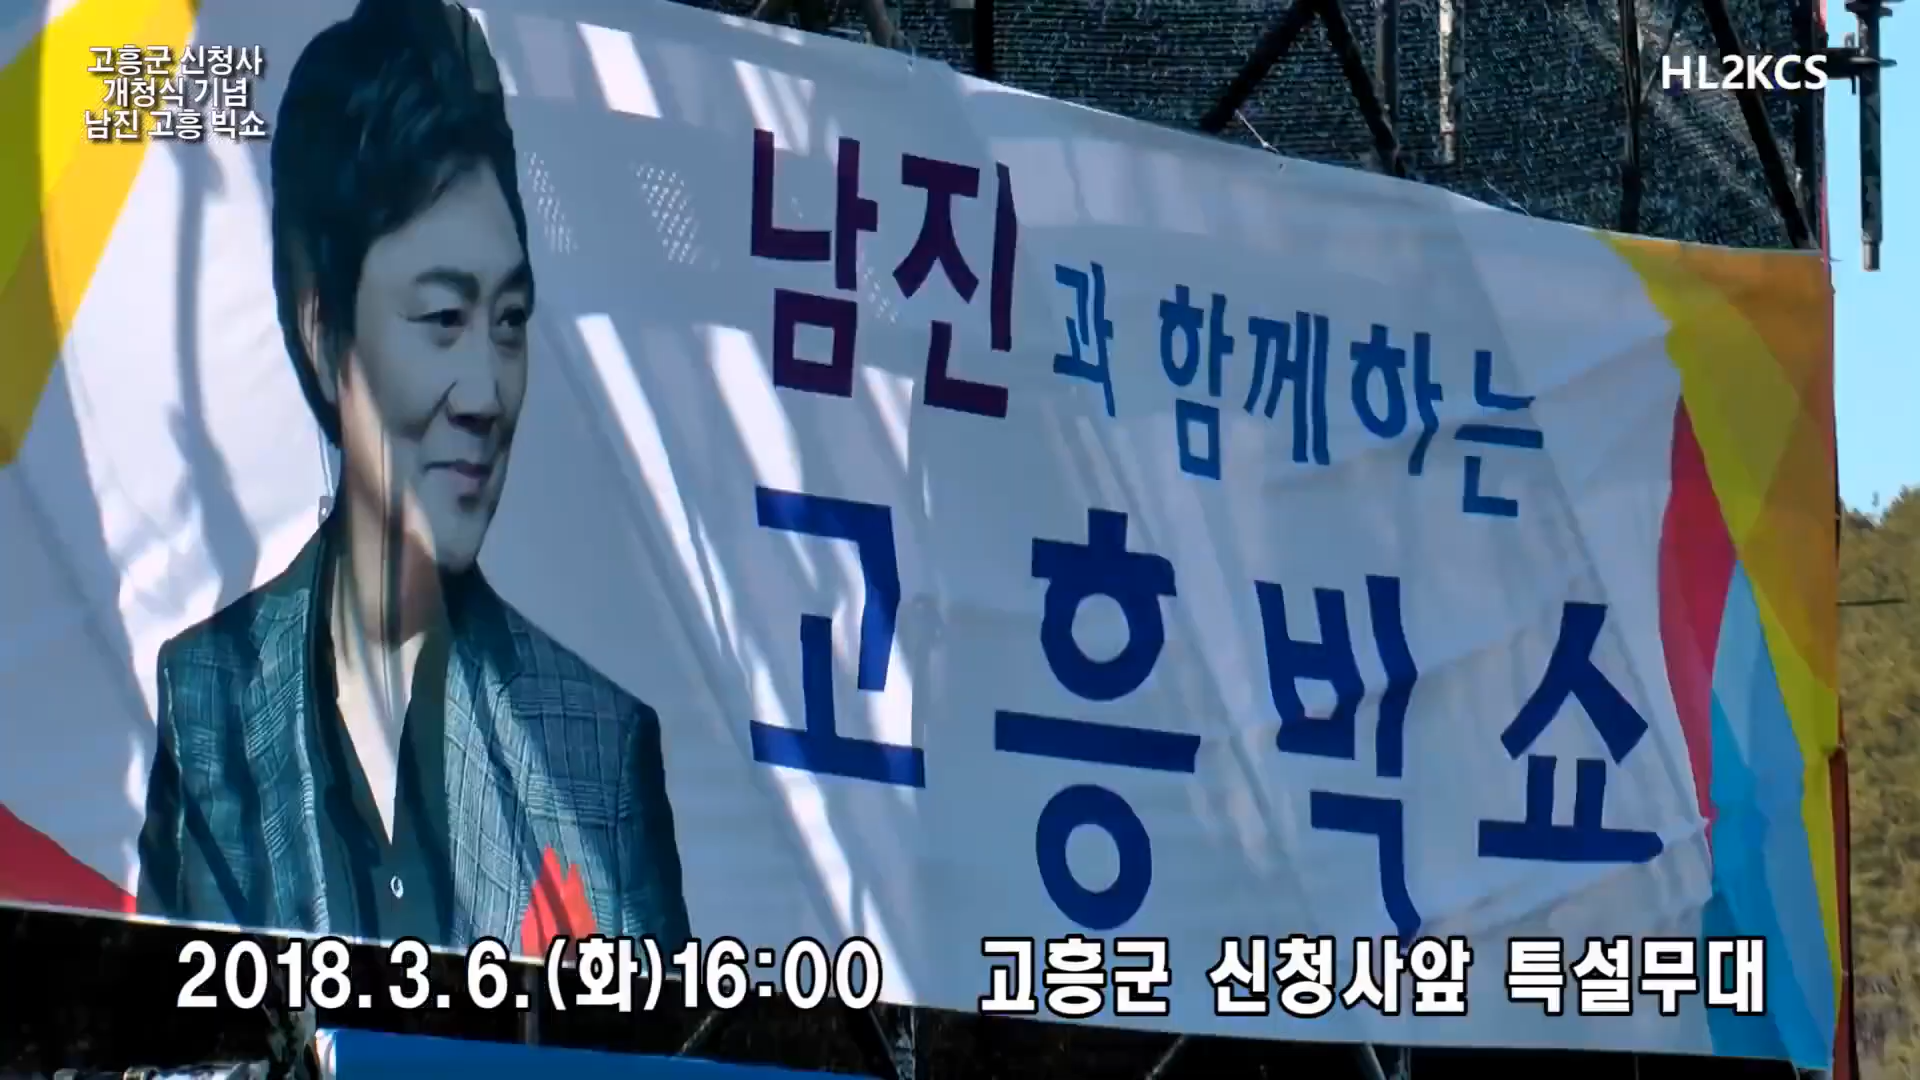 고흥군 신청사
개청식 기념
남진 고흥 빅쇼
HL2KCS
남진과 함께하는
고흥빅쇼
2018.3.6.(화)16:00 고흥군 신청사앞 특설무대